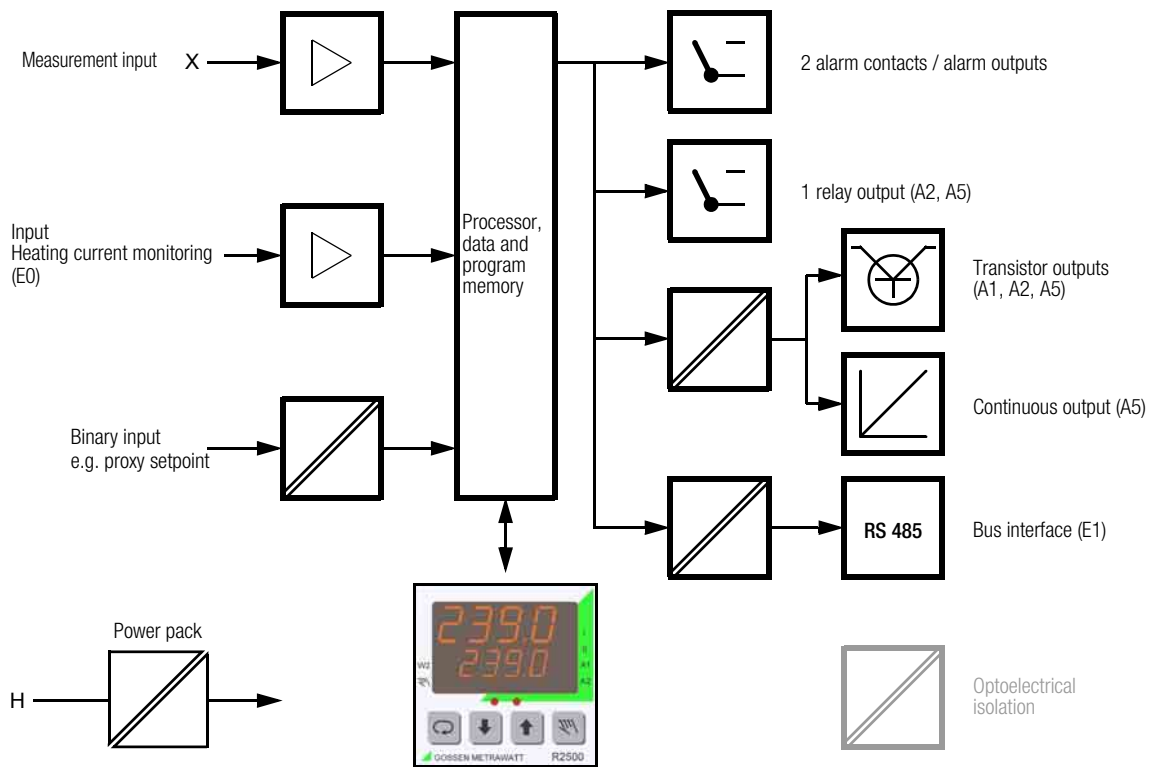 Measurement input X
2 alarm contacts / alarm outputs
1 relay output (A2, A5)
Input
Heating current monitoring
(E0)
Processor,
data and
program
memory
Transistor outputs
(A1, A2, A5)
Continuous output (A5)
Binary input
e.g. proxy setpoint
RS 485
Bus interface (E1)
Power pack
H
239.0
239.0
I
II
W2
A1
A2
GOSSEN METRAWATT R2500
Optoelectrical
isolation